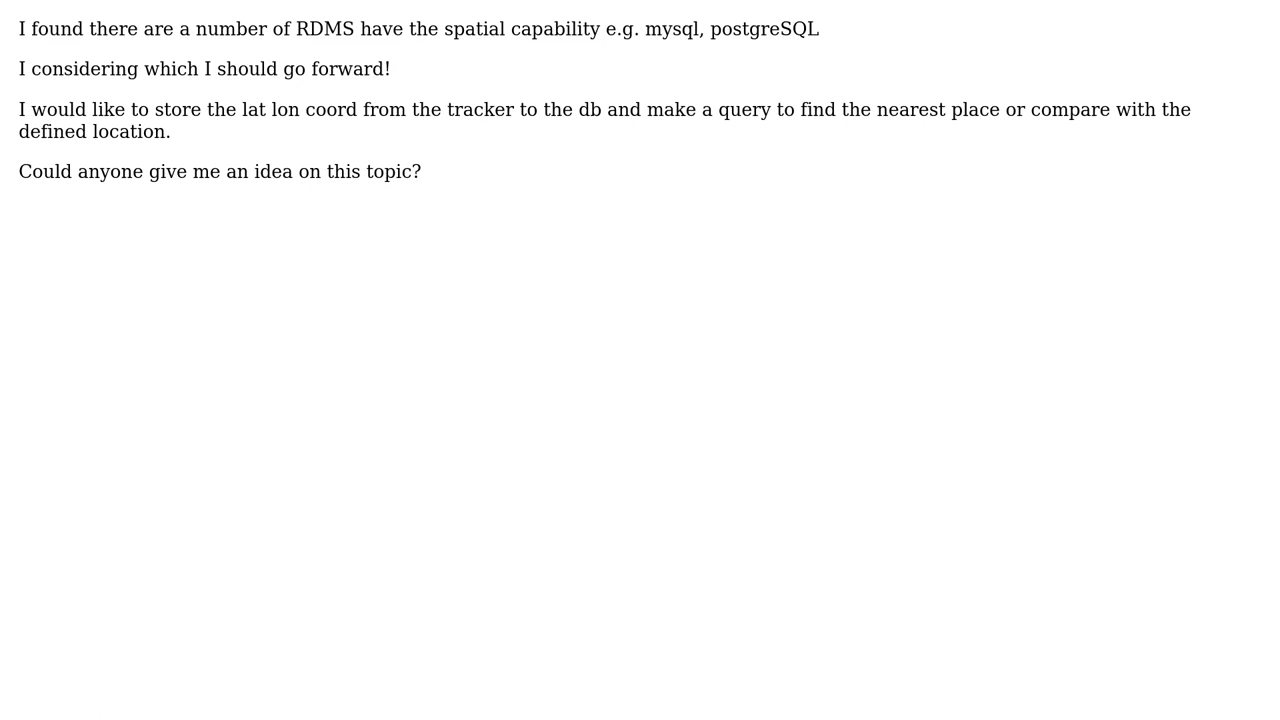 I found there are a number of RDMS have the spatial capability e.g. mysql, postgreSQL
I considering which I should go forward!
I would like to store the lat lon coord from the tracker to the db and make a query to find the nearest place or compare with the
defined location.
Could anyone give me an idea on this topic?